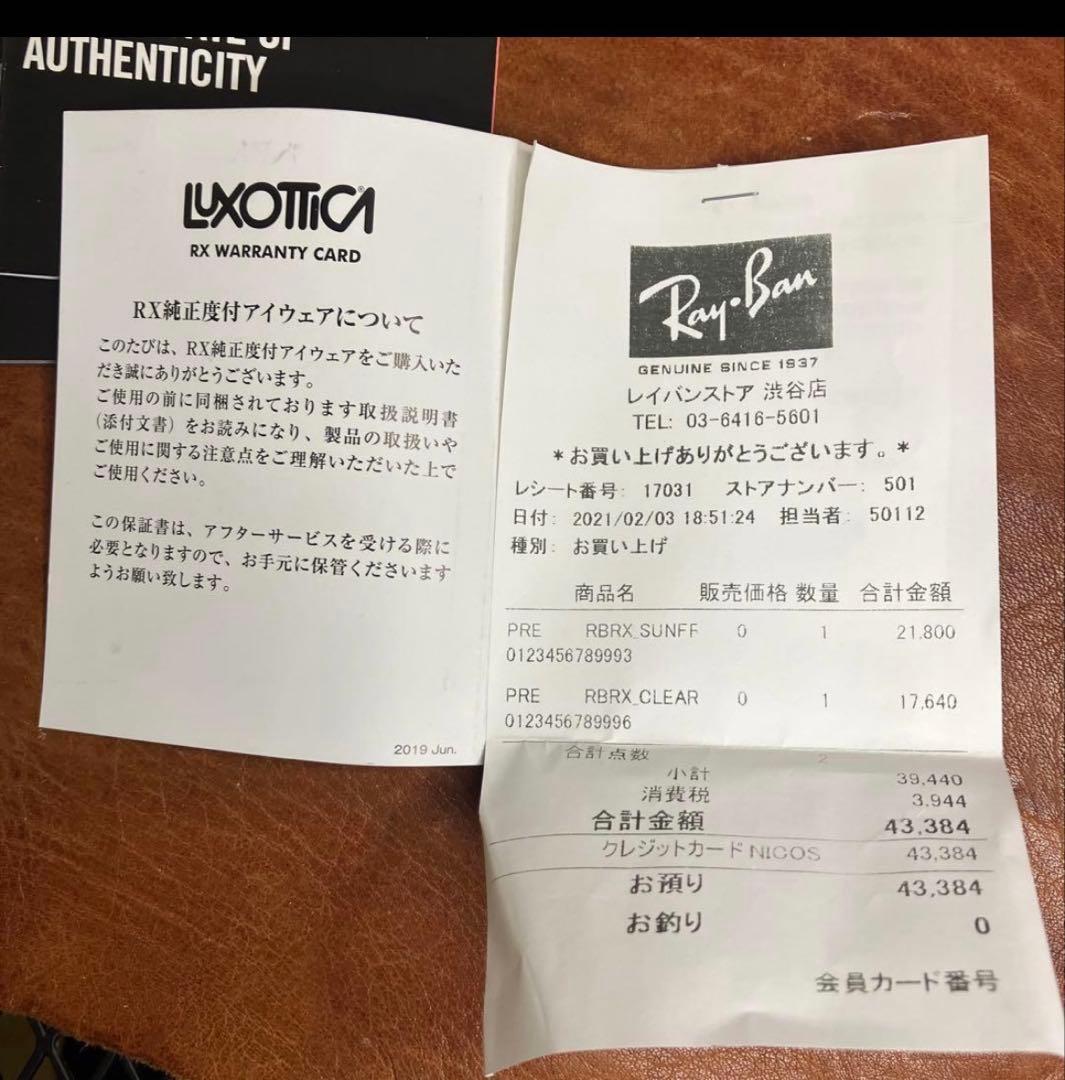 AUTHENTICITY
LUXOTTICA
RX WARRANTY CARD
RX純正度付アイウェアについて
このたびは、RX純正度付アイウェアをご購入いた
だき誠にありがとうございます。
ご使用の前に同梱されております取扱説明書
(添付文書)をお読みになり、製品の取扱いや
ご使用に関する注意点をご理解いただいた上で
ご使用ください。
この保証書は、アフターサービスを受ける際に
必要となりますので、お手元に保管くださいます
ようお願い致します。
2019 Jun.
Ray-Ban
GENUINE SINCE 1937
レイバンストア 渋谷店
TEL: 03-6416-5601
*お買い上げありがとうございます。*
レシート番号: 17031 ストアナンバー: 501
日付: 2021/02/03 18:51:24 担当者: 50112
種別: お買い上げ
商品名 販売価格 数量 合計金額
PRE RBRX_SUNFF 0 1 21,800
0123456789993
PRE RBRX_CLEAR 0 1 17,640
0123456789996
合計点数 2
小計 39,440
消費税 3,944
合計金額 43,384
クレジットカードNICOS 43,384
お預り 43,384
お釣り 0
会員カード番号